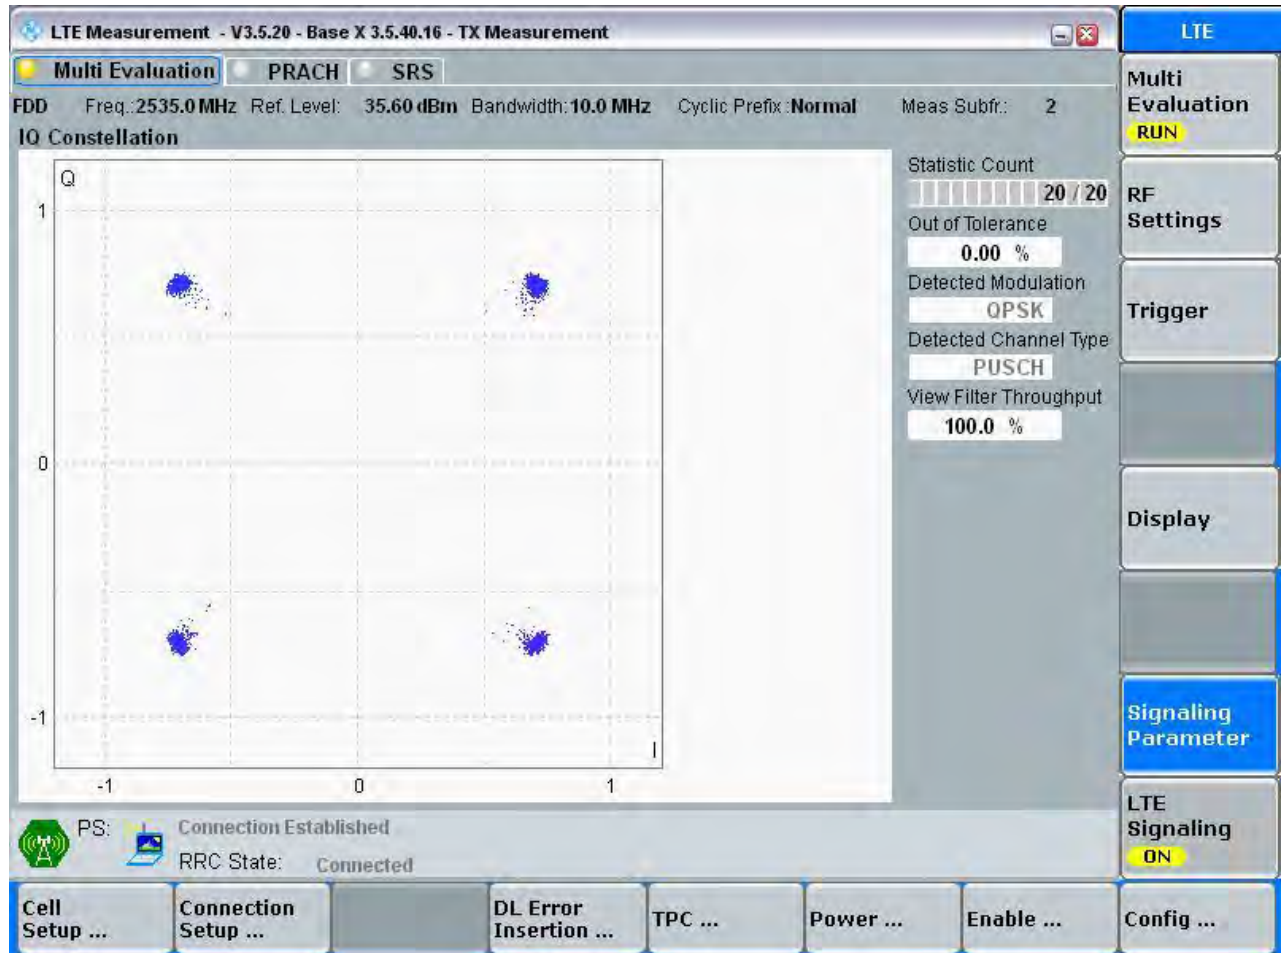 LTE Measurement - V3.5.20 - Base X 3.5.40.16 - TX Measurement
LTE
Multi Evaluation PRACH SRS
FDD Freq.:2535.0 MHz Ref. Level: 35.60 dBm Bandwidth:10.0 MHz Cyclic Prefix :Normal Meas Subfr.: 2
IQ Constellation
Q
1
0
-1
I
-1 0 1
Statistic Count
20 / 20
Out of Tolerance
0.00 %
Detected Modulation
QPSK
Detected Channel Type
PUSCH
View Filter Throughput
100.0 %
Multi
Evaluation
RUN
RF
Settings
Trigger
Display
Signaling
Parameter
LTE
Signaling
ON
PS: Connection Established
RRC State: Connected
Cell
Setup ...
Connection
Setup ...
DL Error
Insertion ...
TPC ...
Power ...
Enable ...
Config ...